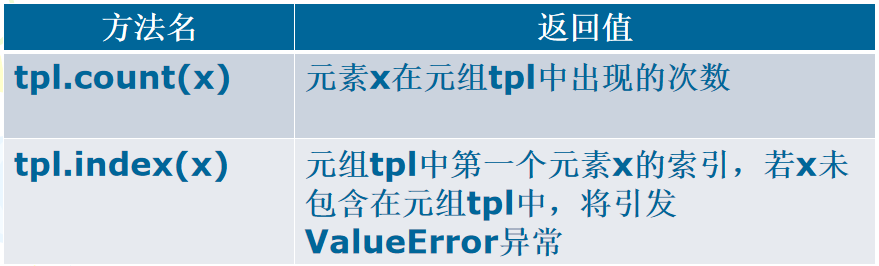 方法名 返回值
tpl.count(x) 元素x在元组tpl中出现的次数
tpl.index(x) 元组tpl中第一个元素x的索引，若x未
包含在元组tpl中，将引发
ValueError异常